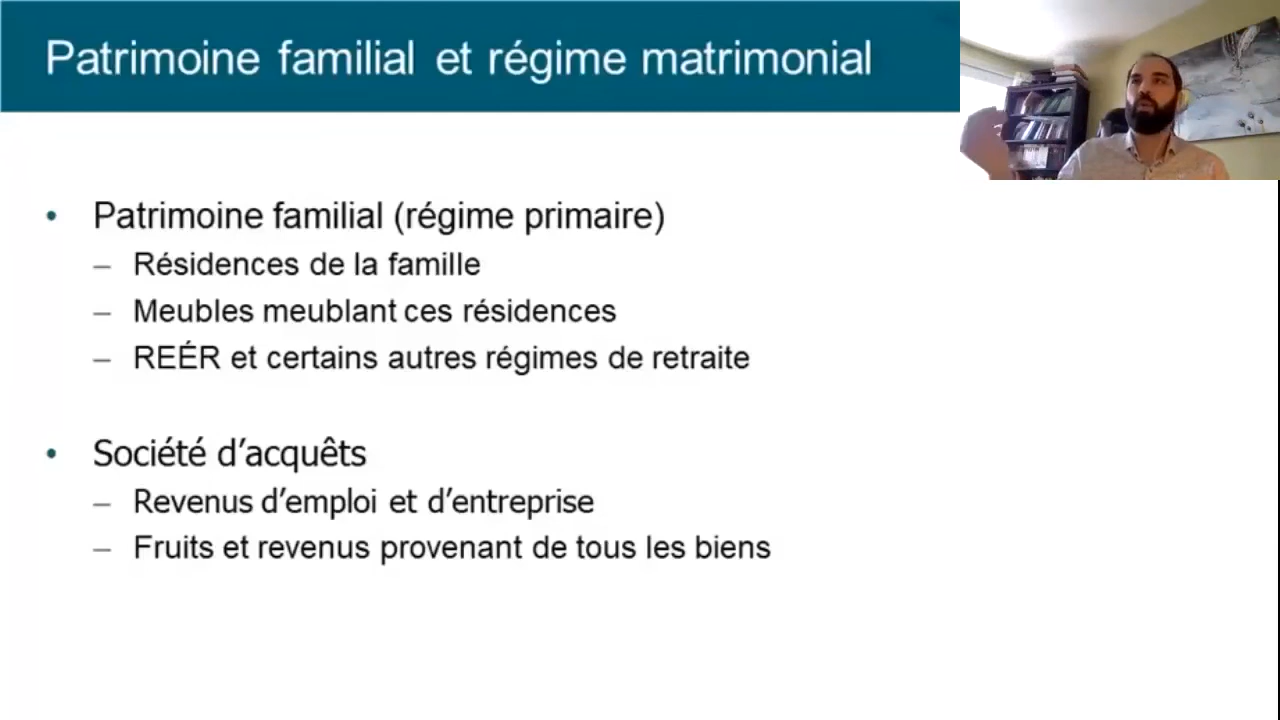 Patrimoine familial et régime matrimonial
• Patrimoine familial (régime primaire)
– Résidences de la famille
– Meubles meublant ces résidences
– REÉR et certains autres régimes de retraite
• Société d’acquêts
– Revenus d’emploi et d’entreprise
– Fruits et revenus provenant de tous les biens